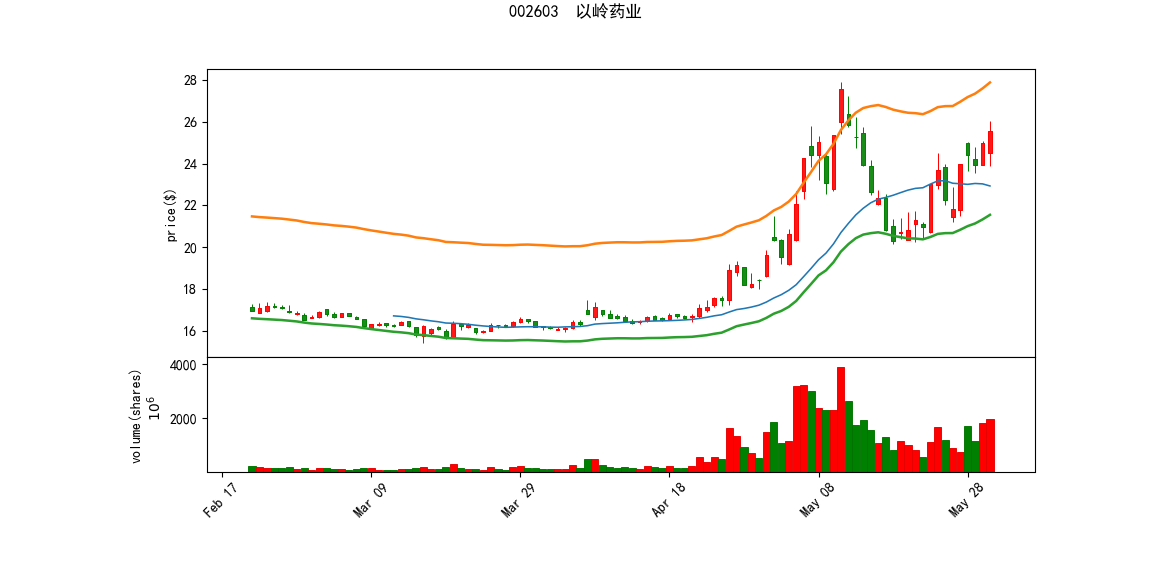 002603  以岭药业
28
26
24
22
20
18
16
price($)
4000
2000
volume(shares)
10^6
Feb 17
Mar 09
Mar 29
Apr 18
May 08
May 28